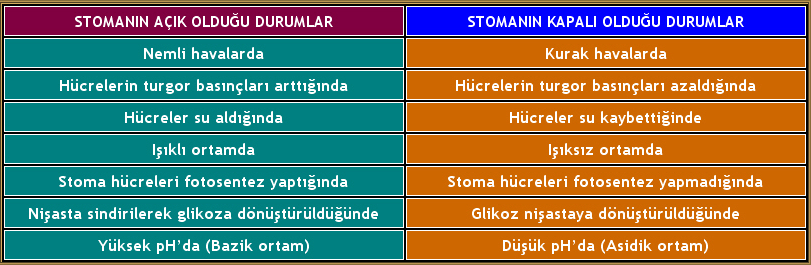 STOMANIN AÇIK OLDUĞU DURUMLAR
STOMANIN KAPALI OLDUĞU DURUMLAR
Nemli havalarda
Kurak havalarda
Hücrelerin turgor basınçları arttığında
Hücrelerin turgor basınçları azaldığında
Hücreler su aldığında
Hücreler su kaybettiğinde
Işıklı ortamda
Işıksız ortamda
Stoma hücreleri fotosentez yaptığında
Stoma hücreleri fotosentez yapmadığında
Nişasta sindirilerek glikoza dönüştürüldüğünde
Glikoz nişastaya dönüştürüldüğünde
Yüksek pH’da (Bazik ortam)
Düşük pH’da (Asidik ortam)